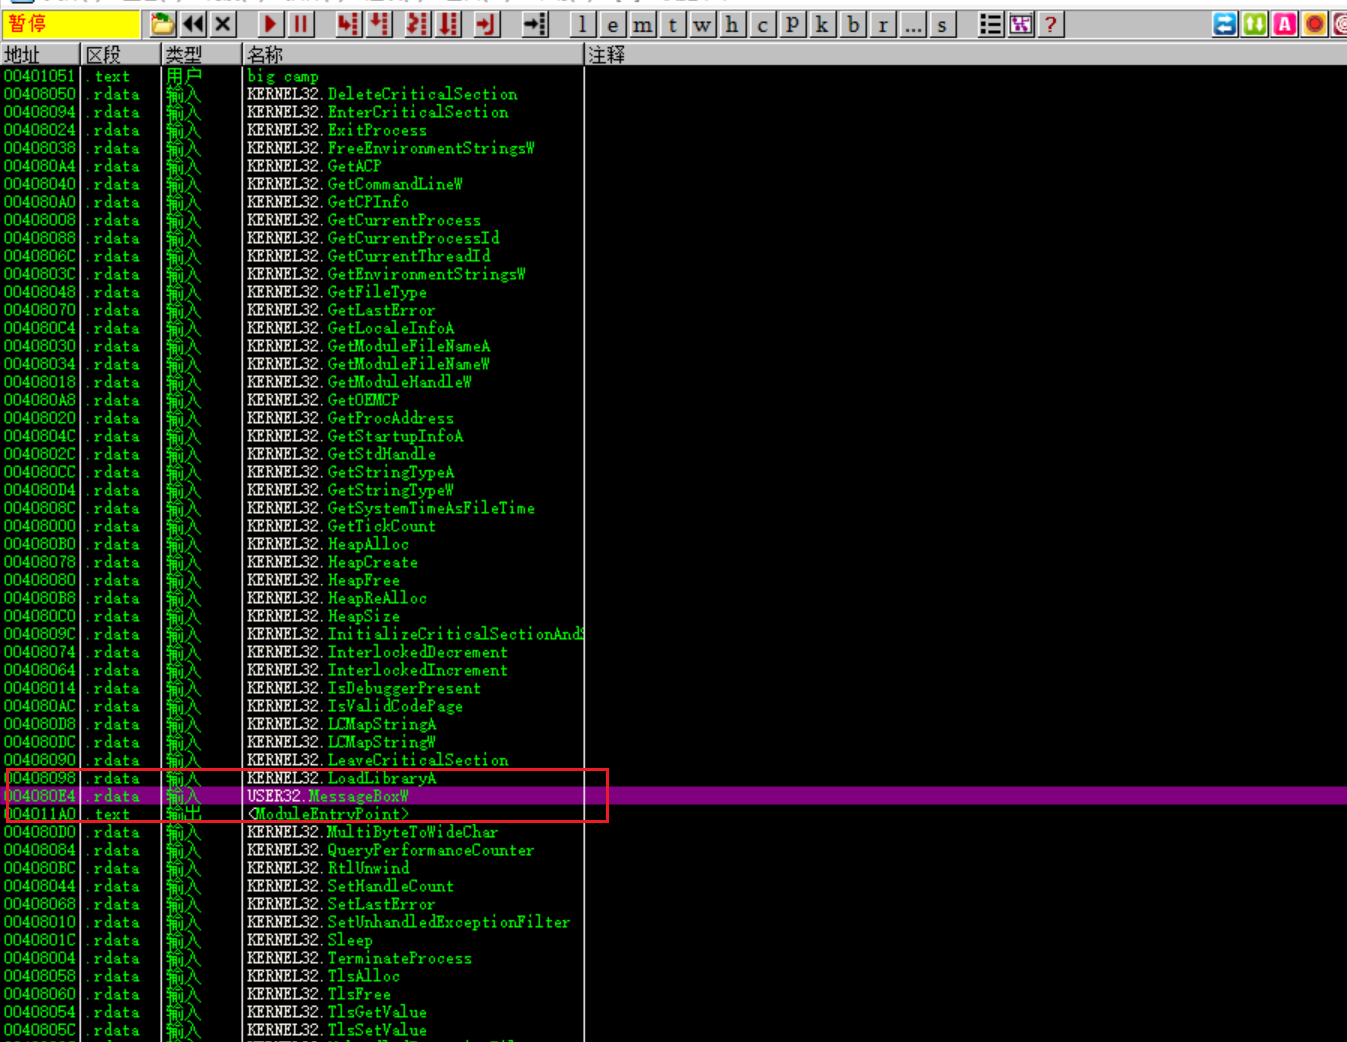 暂停 l e m t w h c p k b r ... s ? A
地址 区段 类型 名称 注释
00401051 .text 用户 big camp
00408050 .rdata 输入 KERNEL32.DeleteCriticalSection
00408094 .rdata 输入 KERNEL32.EnterCriticalSection
00408024 .rdata 输入 KERNEL32.ExitProcess
00408038 .rdata 输入 KERNEL32.FreeEnvironmentStringsW
004080A4 .rdata 输入 KERNEL32.GetACP
00408040 .rdata 输入 KERNEL32.GetCommandLineW
004080A0 .rdata 输入 KERNEL32.GetCPInfo
00408008 .rdata 输入 KERNEL32.GetCurrentProcess
00408088 .rdata 输入 KERNEL32.GetCurrentProcessId
0040806C .rdata 输入 KERNEL32.GetCurrentThreadId
0040803C .rdata 输入 KERNEL32.GetEnvironmentStringsW
00408048 .rdata 输入 KERNEL32.GetFileType
00408070 .rdata 输入 KERNEL32.GetLastError
004080C4 .rdata 输入 KERNEL32.GetLocaleInfoA
00408030 .rdata 输入 KERNEL32.GetModuleFileNameA
00408034 .rdata 输入 KERNEL32.GetModuleFileNameW
00408018 .rdata 输入 KERNEL32.GetModuleHandleW
004080A8 .rdata 输入 KERNEL32.GetOEMCP
00408020 .rdata 输入 KERNEL32.GetProcAddress
0040804C .rdata 输入 KERNEL32.GetStartupInfoA
0040802C .rdata 输入 KERNEL32.GetStdHandle
004080CC .rdata 输入 KERNEL32.GetStringTypeA
004080D4 .rdata 输入 KERNEL32.GetStringTypeW
0040808C .rdata 输入 KERNEL32.GetSystemTimeAsFileTime
00408000 .rdata 输入 KERNEL32.GetTickCount
004080B0 .rdata 输入 KERNEL32.HeapAlloc
00408078 .rdata 输入 KERNEL32.HeapCreate
00408080 .rdata 输入 KERNEL32.HeapFree
004080B8 .rdata 输入 KERNEL32.HeapReAlloc
004080C0 .rdata 输入 KERNEL32.HeapSize
0040809C .rdata 输入 KERNEL32.InitializeCriticalSectionAndS
00408074 .rdata 输入 KERNEL32.InterlockedDecrement
00408064 .rdata 输入 KERNEL32.InterlockedIncrement
00408014 .rdata 输入 KERNEL32.IsDebuggerPresent
004080AC .rdata 输入 KERNEL32.IsValidCodePage
004080D8 .rdata 输入 KERNEL32.LCMapStringA
004080DC .rdata 输入 KERNEL32.LCMapStringW
00408090 .rdata 输入 KERNEL32.LeaveCriticalSection
00408098 .rdata 输入 KERNEL32.LoadLibraryA
004080E4 .rdata 输入 USER32.MessageBoxW
004011A0 .text 输出 <ModuleEntryPoint>
004080D0 .rdata 输入 KERNEL32.MultiByteToWideChar
00408084 .rdata 输入 KERNEL32.QueryPerformanceCounter
004080BC .rdata 输入 KERNEL32.RtlUnwind
00408044 .rdata 输入 KERNEL32.SetHandleCount
00408068 .rdata 输入 KERNEL32.SetLastError
00408010 .rdata 输入 KERNEL32.SetUnhandledExceptionFilter
0040801C .rdata 输入 KERNEL32.Sleep
00408004 .rdata 输入 KERNEL32.TerminateProcess
00408058 .rdata 输入 KERNEL32.TlsAlloc
00408060 .rdata 输入 KERNEL32.TlsFree
00408054 .rdata 输入 KERNEL32.TlsGetValue
0040805C .rdata 输入 KERNEL32.TlsSetValue